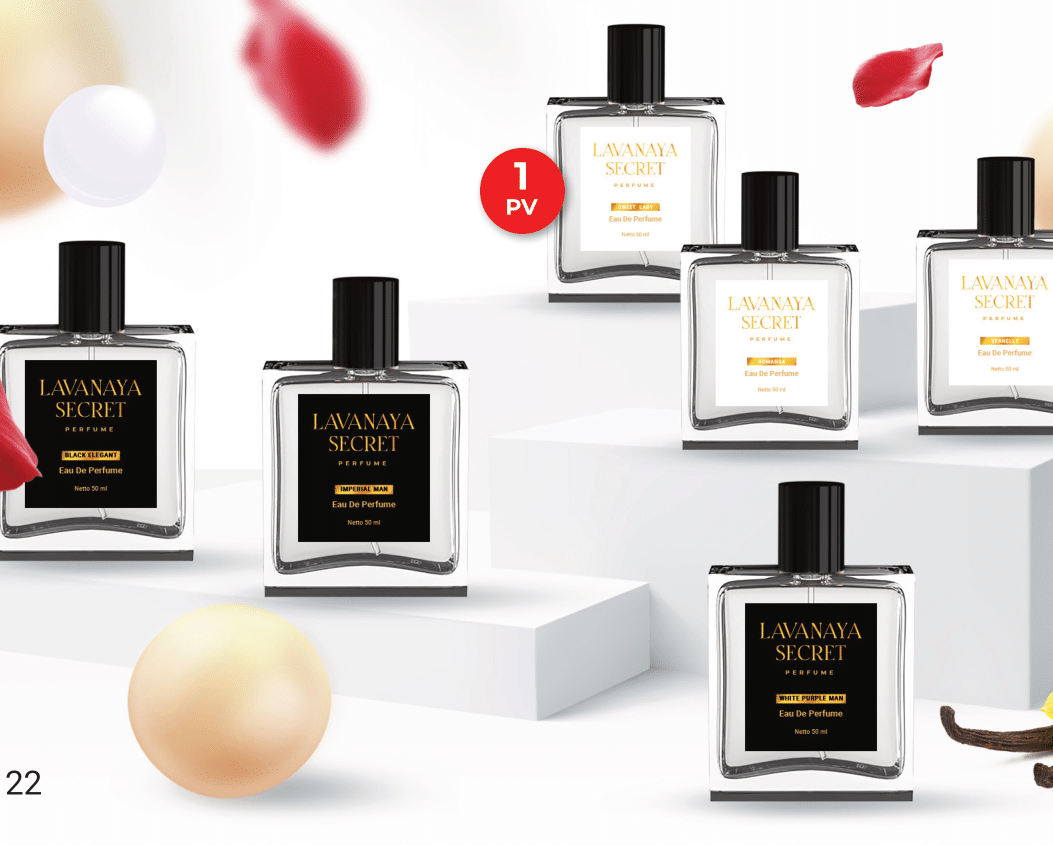 1
PV
LAVANAYA
SECRET
PERFUME
SWEET LADY
Eau De Perfume
Netto 50 ml
LAVANAYA
SECRET
PERFUME
ROMANSA
Eau De Perfume
Netto 50 ml
LAVANAYA
SECRET
PERFUME
Eau De Perfume
Netto 50 ml
LAVANAYA
SECRET
PERFUME
BLACK ELEGANT
Eau De Perfume
Netto 50 ml
LAVANAYA
SECRET
PERFUME
IMPERIAL MAN
Eau De Perfume
Netto 50 ml
LAVANAYA
SECRET
PERFUME
WHITE PURPLE MAN
Eau De Perfume
Netto 50 ml
22